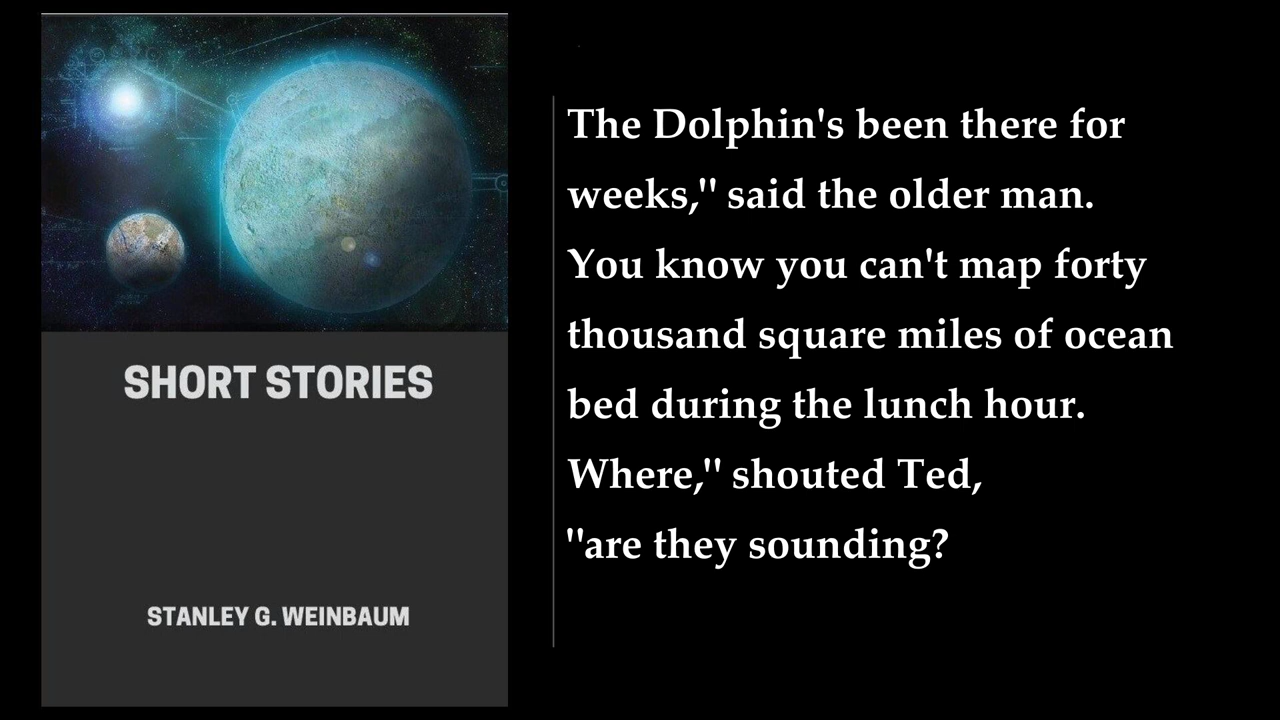 SHORT STORIES
STANLEY G. WEINBAUM
The Dolphin's been there for
weeks," said the older man.
You know you can't map forty
thousand square miles of ocean
bed during the lunch hour.
Where," shouted Ted,
"are they sounding?